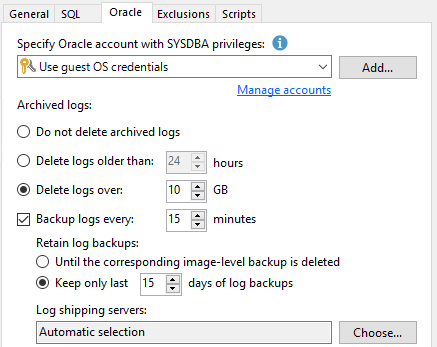 General SQL Oracle Exclusions Scripts
Specify Oracle account with SYSDBA privileges:
Use guest OS credentials Add...
Manage accounts
Archived logs:
Do not delete archived logs
Delete logs older than: 24 hours
Delete logs over: 10 GB
Backup logs every: 15 minutes
Retain log backups:
Until the corresponding image-level backup is deleted
Keep only last 15 days of log backups
Log shipping servers:
Automatic selection Choose...